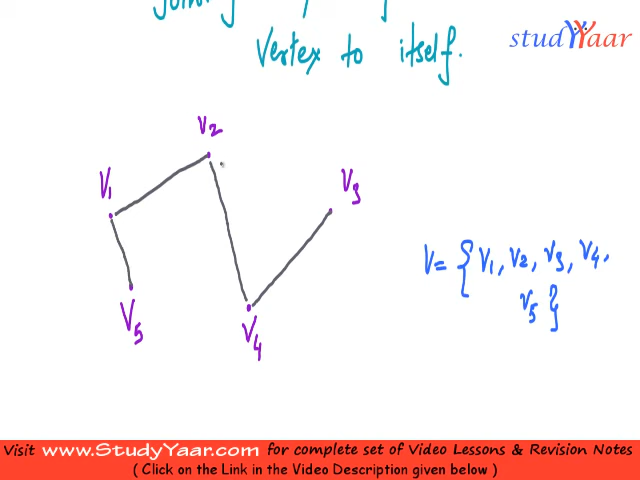 Vertex to itself.
studYYaar
V2
V1
V3
V5
V4
V = { V1, V2, V3, V4,
V5 }
Visit www.StudyYaar.com for complete set of Video Lessons & Revision Notes
( Click on the Link in the Video Description given below )